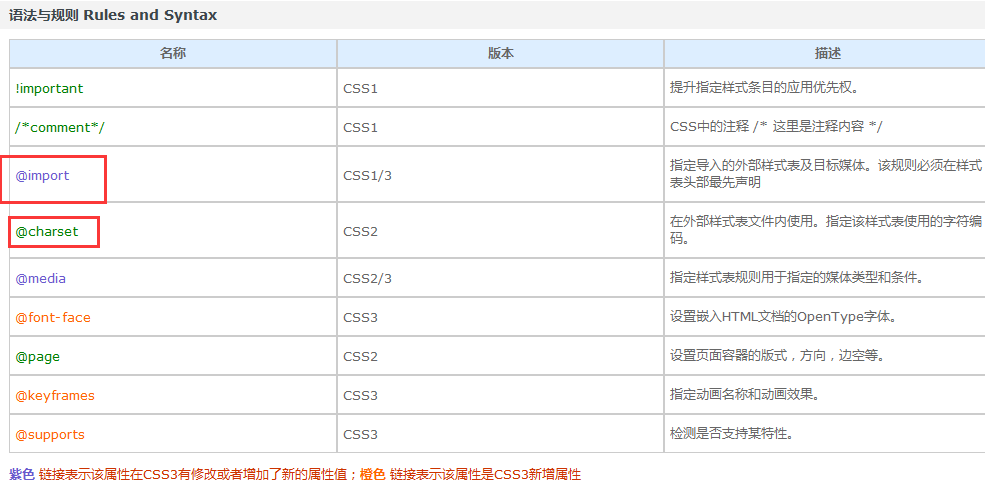 语法与规则 Rules and Syntax
名称 版本 描述
!important CSS1 提升指定样式条目的应用优先权。
/*comment*/ CSS1 CSS中的注释 /* 这里是注释内容 */
@import CSS1/3 指定导入的外部样式表及目标媒体。该规则必须在样式
表头部最先声明
@charset CSS2 在外部样式表文件内使用。指定该样式表使用的字符编
码。
@media CSS2/3 指定样式表规则用于指定的媒体类型和条件。
@font-face CSS3 设置嵌入HTML文档的OpenType字体。
@page CSS2 设置页面容器的版式，方向，边空等。
@keyframes CSS3 指定动画名称和动画效果。
@supports CSS3 检测是否支持某特性。
紫色 链接表示该属性在CSS3有修改或者增加了新的属性值；橙色 链接表示该属性是CSS3新增属性